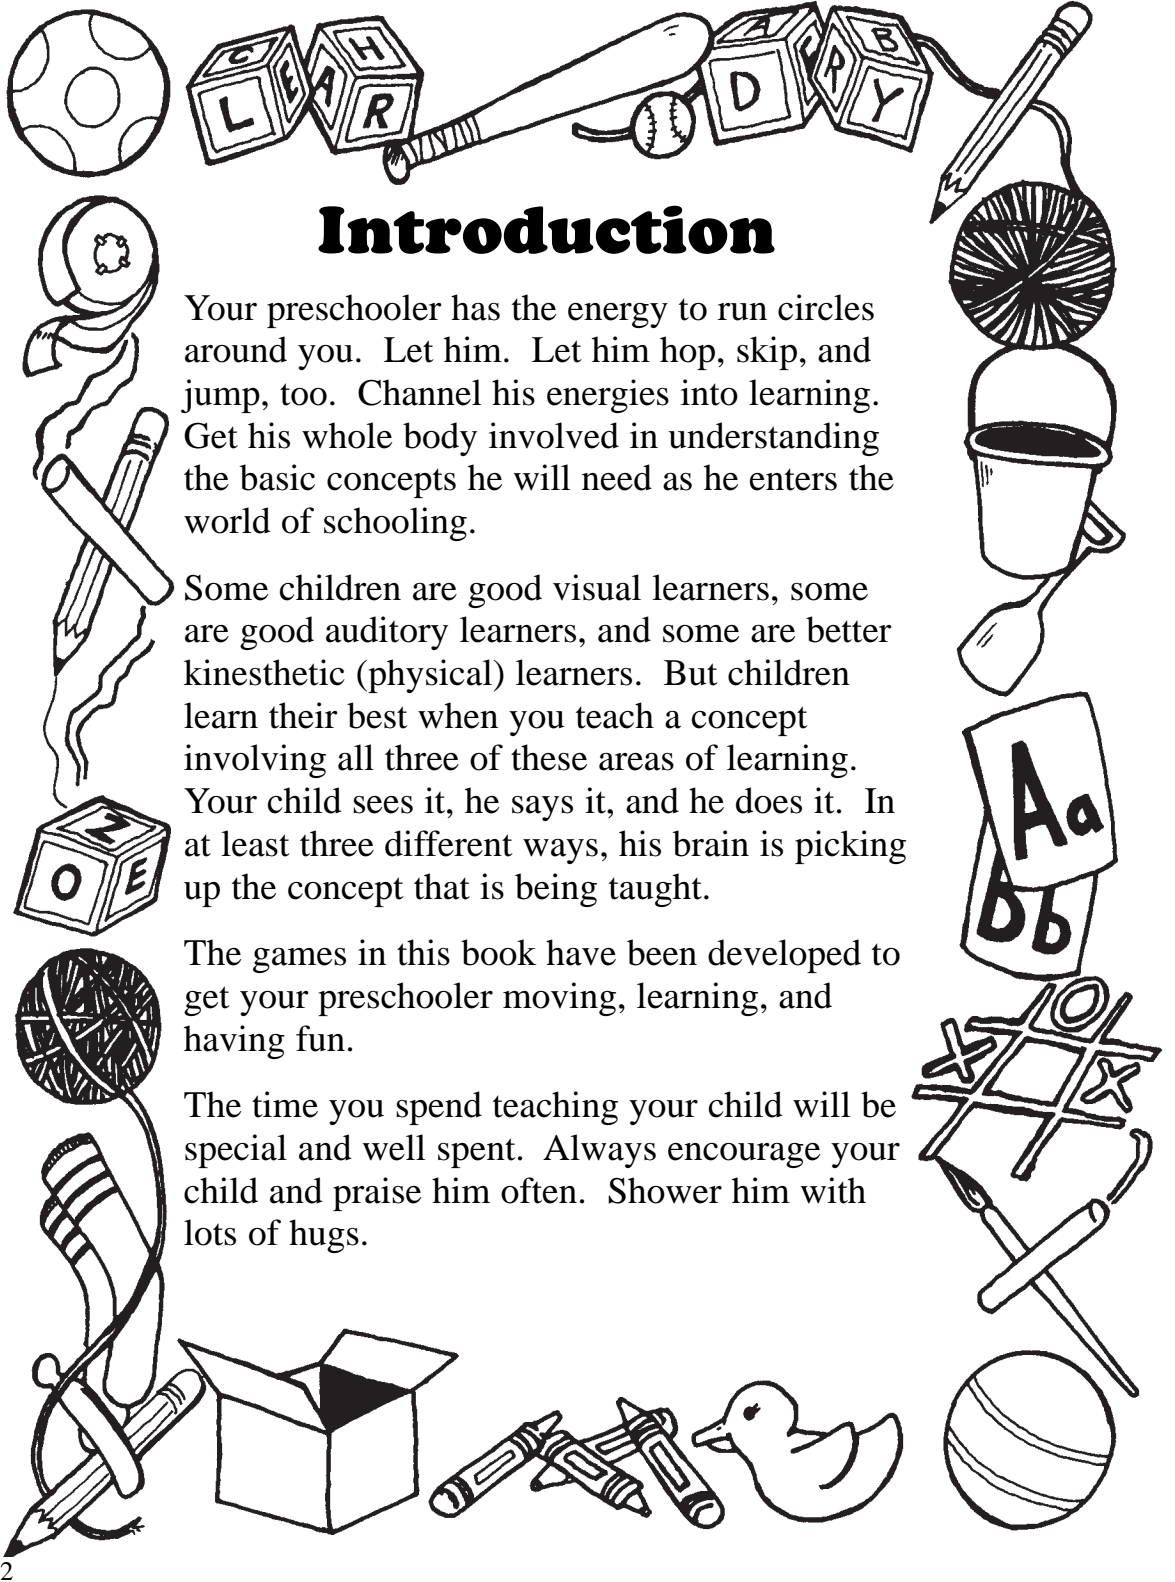 C H A B
L E A R D A R Y
Introduction
Your preschooler has the energy to run circles
around you.  Let him.  Let him hop, skip, and
jump, too.  Channel his energies into learning.
Get his whole body involved in understanding
the basic concepts he will need as he enters the
world of schooling.
Some children are good visual learners, some
are good auditory learners, and some are better
kinesthetic (physical) learners.  But children
learn their best when you teach a concept
involving all three of these areas of learning.
Your child sees it, he says it, and he does it.  In
at least three different ways, his brain is picking
up the concept that is being taught.
The games in this book have been developed to
get your preschooler moving, learning, and
having fun.
The time you spend teaching your child will be
special and well spent.  Always encourage your
child and praise him often.  Shower him with
lots of hugs.
N
O E
Aa
Bb
O
X X
2